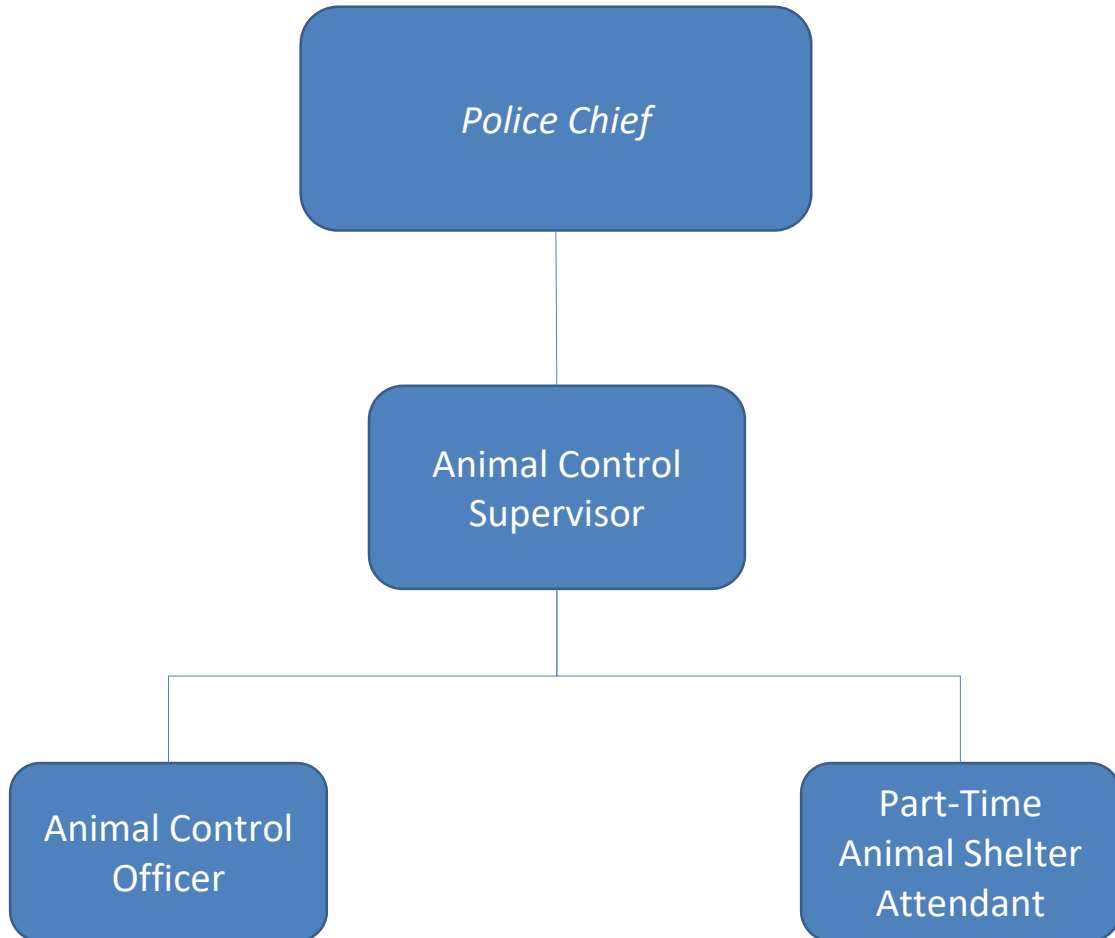 Police Chief
Animal Control
Supervisor
Animal Control
Officer
Part-Time
Animal Shelter
Attendant